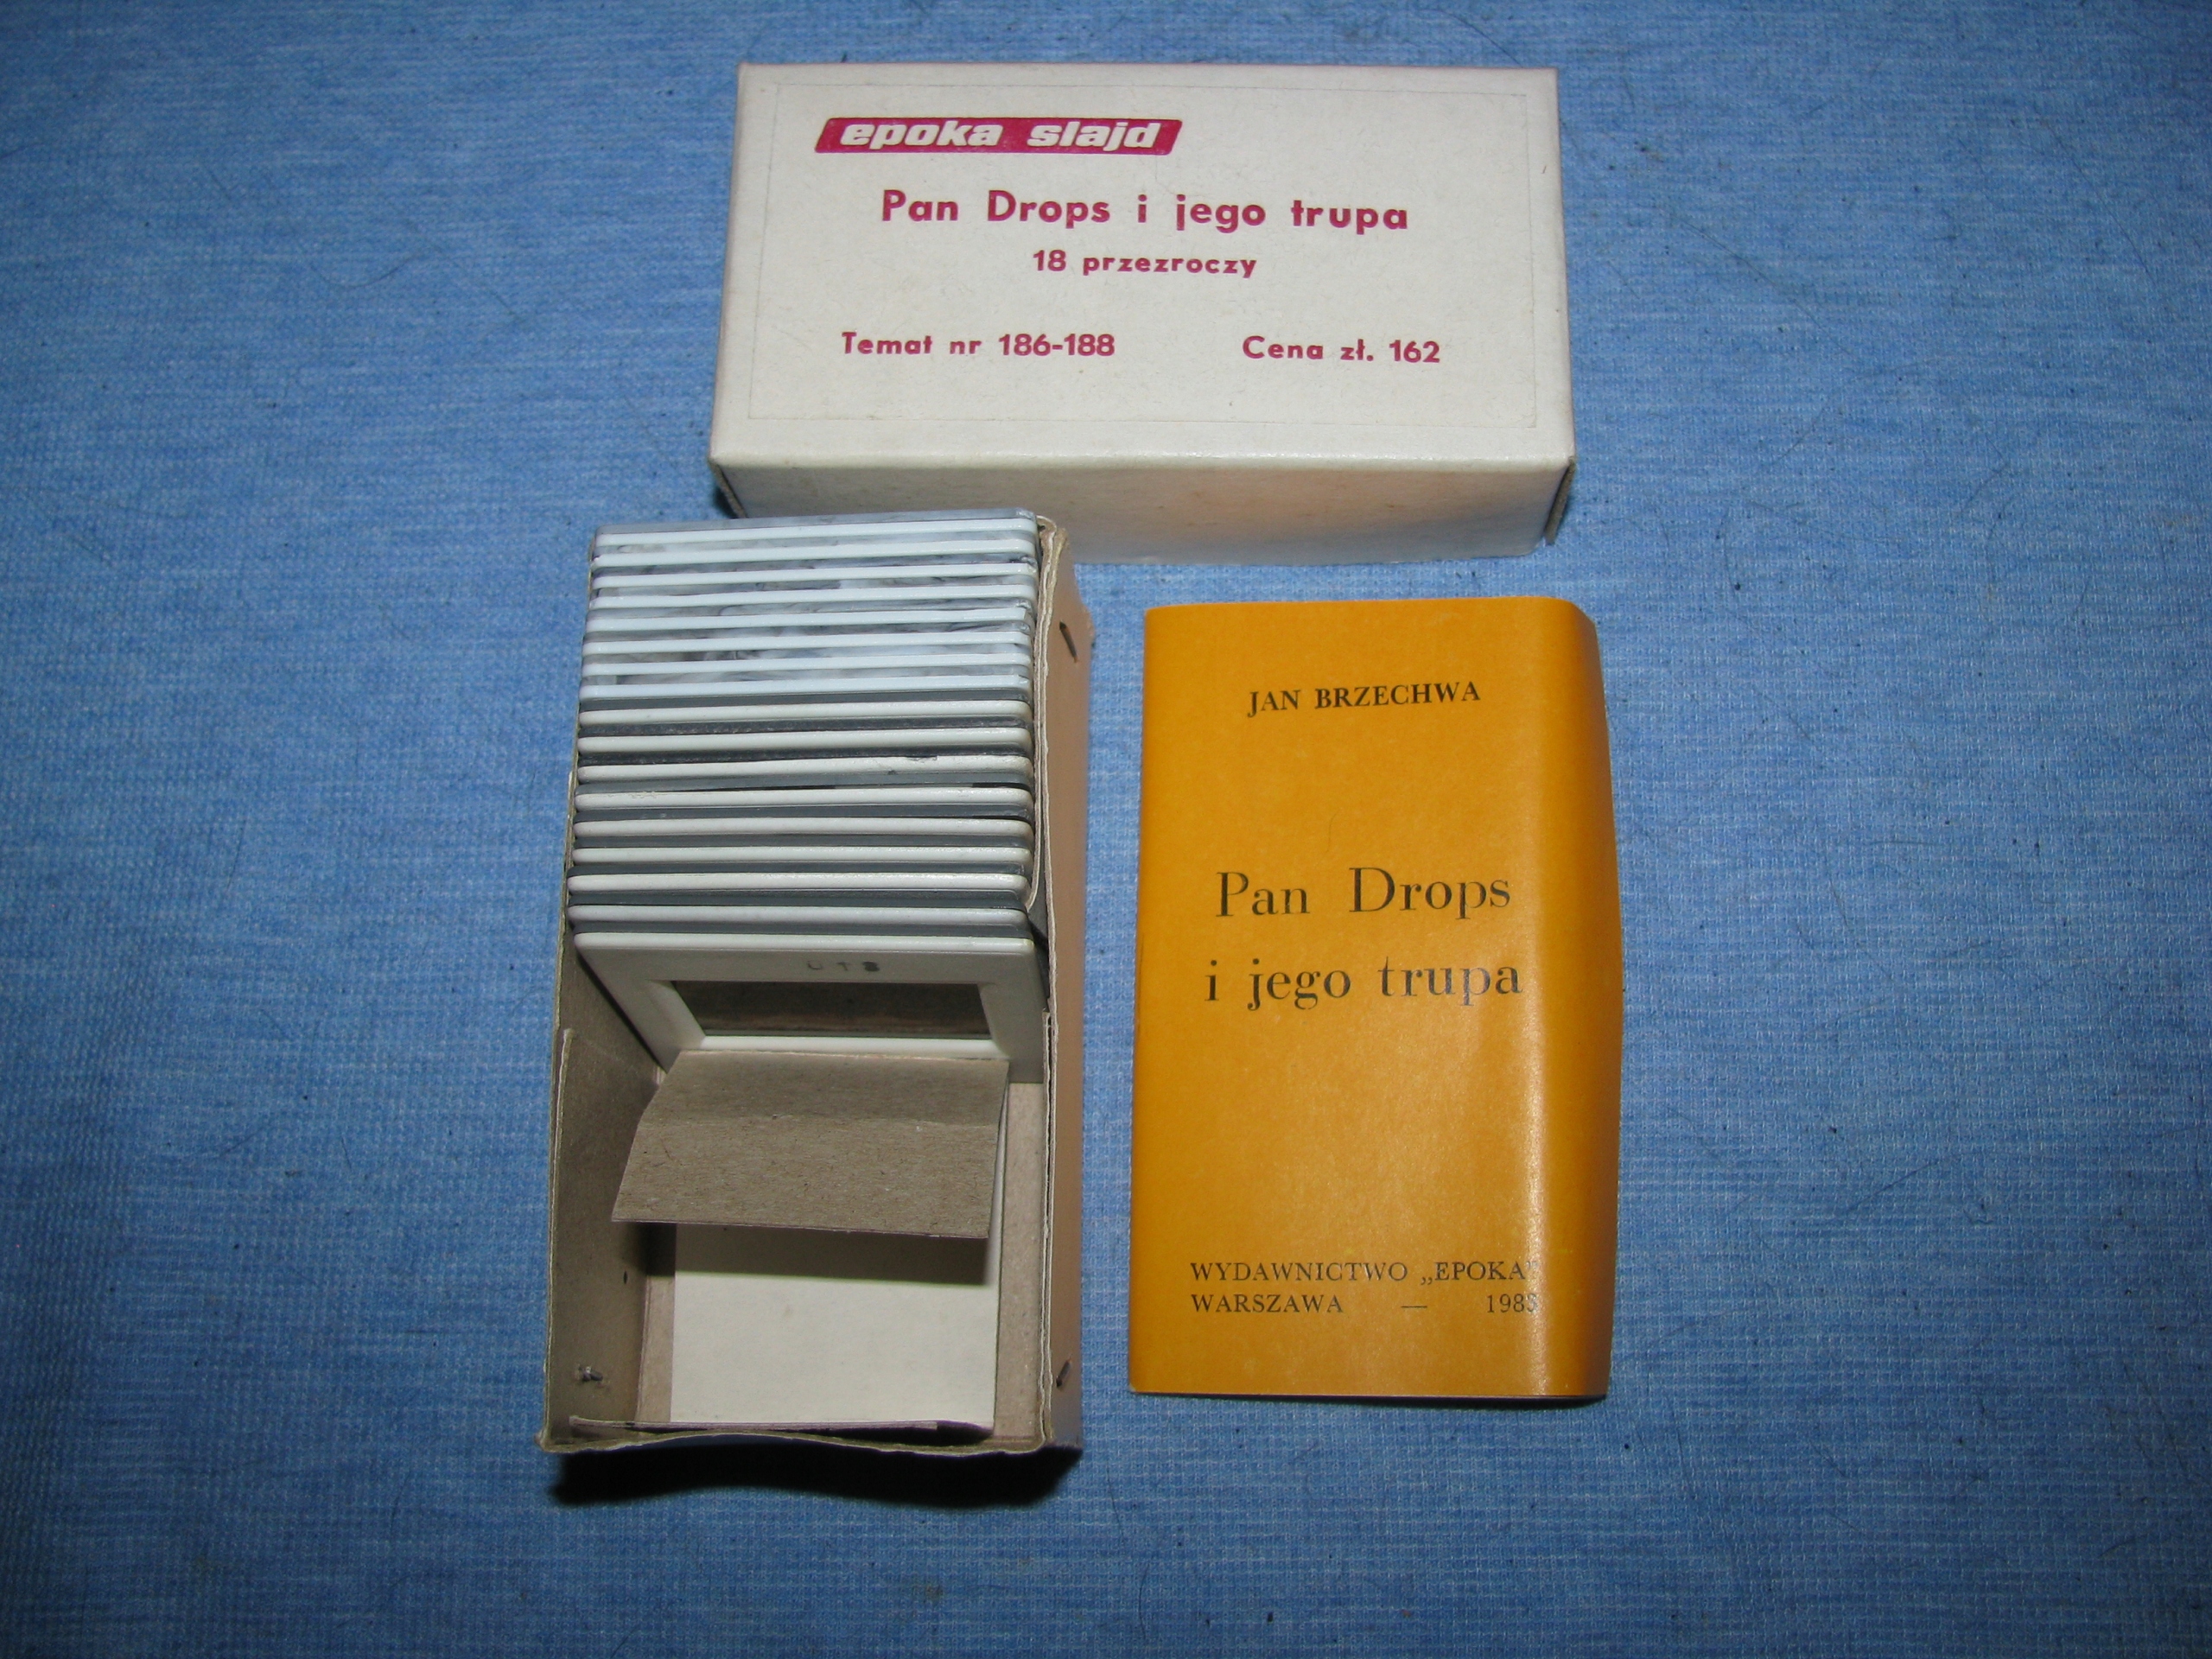 epoka slajd
Pan Drops i jego trupa
18 przezroczy
Temat nr 186-188
Cena zł. 162
JAN BRZECHWA
Pan Drops
i jego trupa
WYDAWNICTWO „EPOKA"
WARSZAWA —